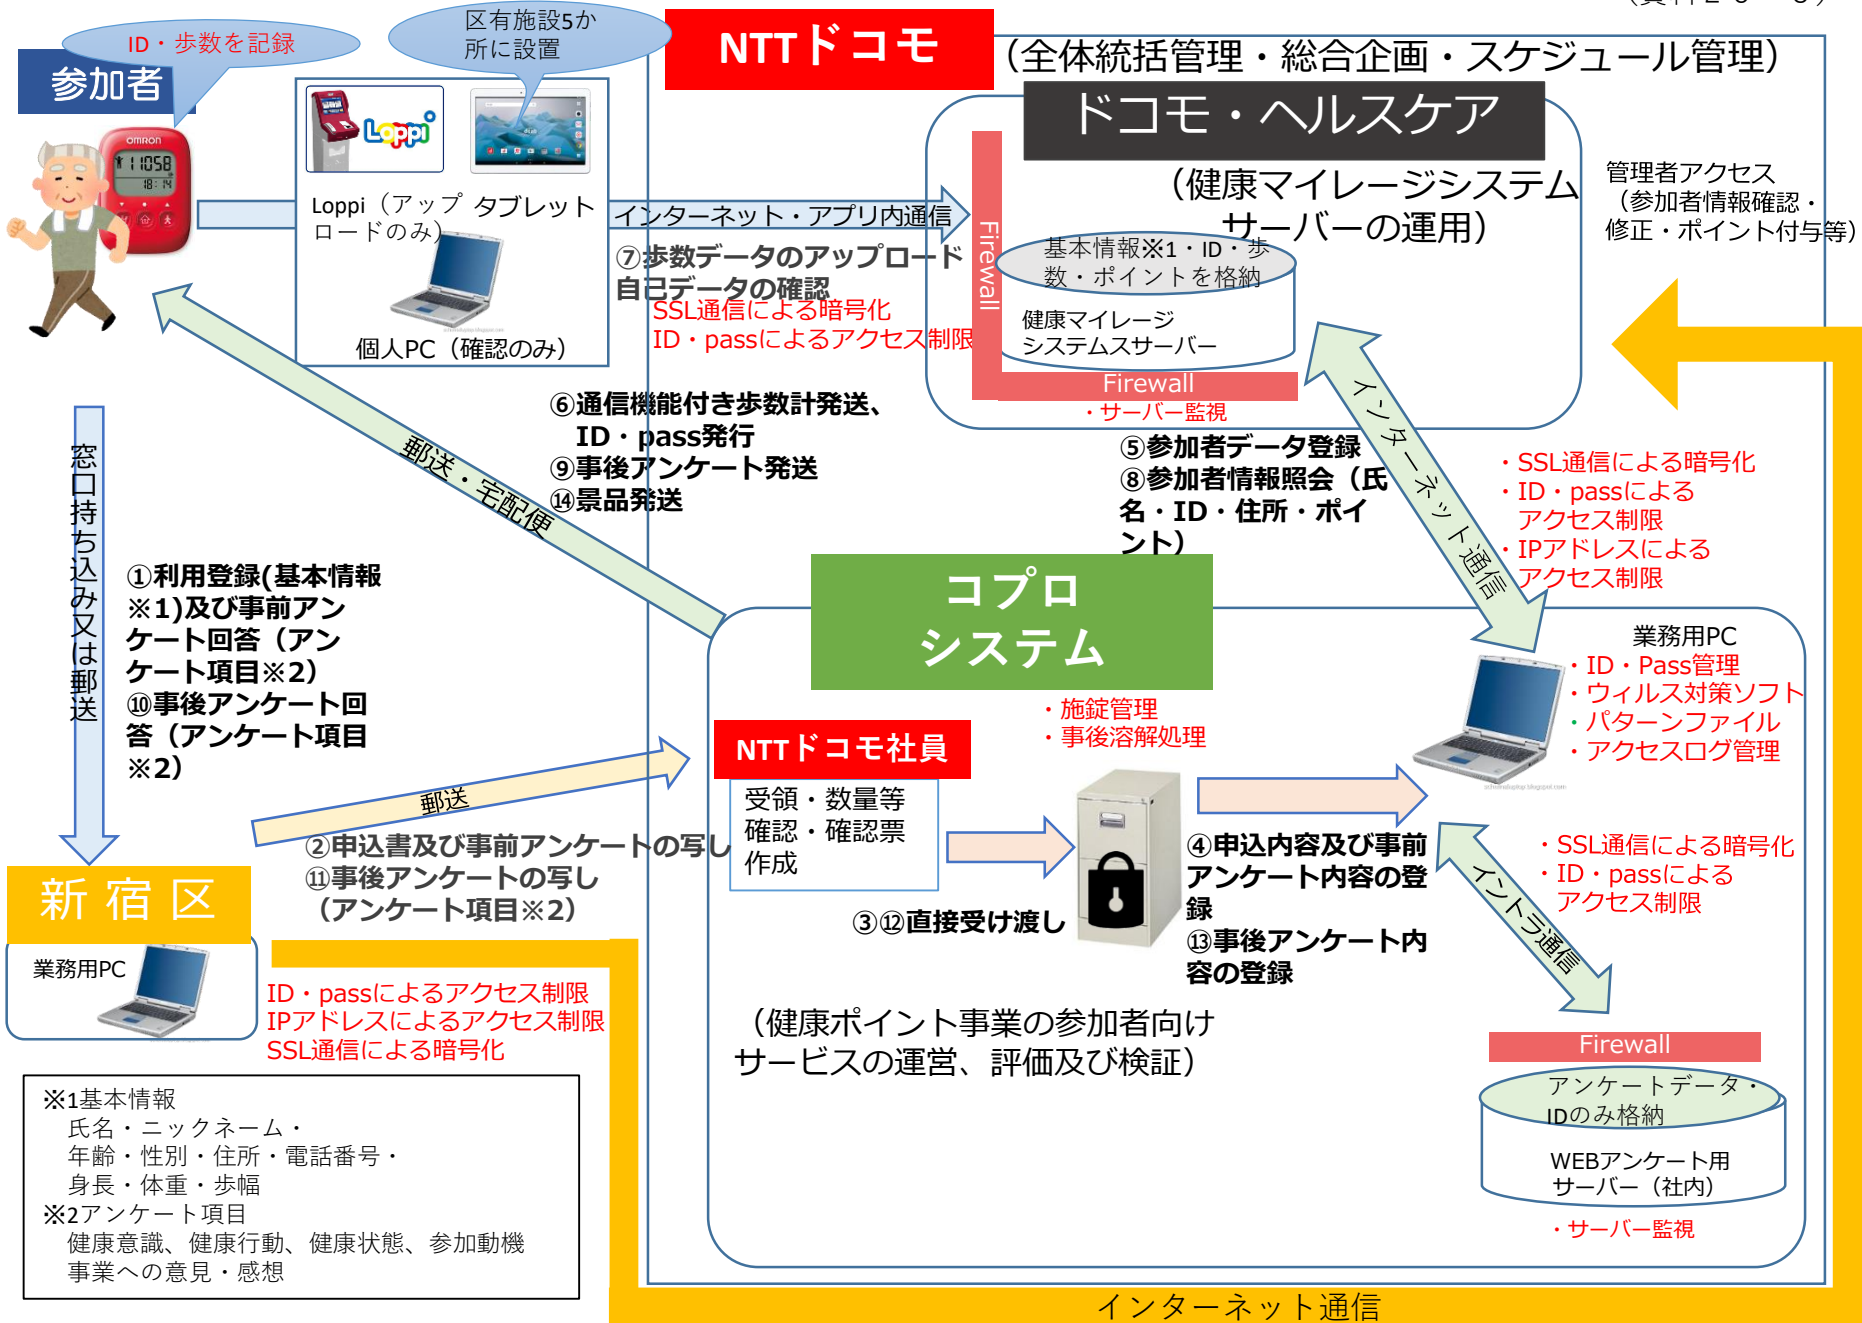 ID・歩数を記録
区有施設5か
所に設置
参加者
NTTドコモ
（全体統括管理・総合企画・スケジュール管理）
ドコモ・ヘルスケア
（健康マイレージシステム
サーバーの運用）
管理者アクセス
（参加者情報確認・
修正・ポイント付与等）
OMRON
11058
18:14
Loppi
Loppi（アップ
ロードのみ）
タブレット
個人PC（確認のみ）
インターネット・アプリ内通信
⑦歩数データのアップロード
自己データの確認
SSL通信による暗号化
ID・passによるアクセス制限
Firewall
基本情報※1・ID・歩
数・ポイントを格納
健康マイレージ
システムスサーバー
Firewall
・サーバー監視
⑥通信機能付き歩数計発送、
ID・pass発行
⑨事後アンケート発送
⑭景品発送
郵送・宅配便
⑤参加者データ登録
⑧参加者情報照会（氏
名・ID・住所・ポイ
ント）
インターネット通信
・SSL通信による暗号化
・ID・passによる
アクセス制限
・IPアドレスによる
アクセス制限
窓口持ち込み又は郵送
①利用登録(基本情報
※1)及び事前アン
ケート回答（アン
ケート項目※2）
⑩事後アンケート回
答（アンケート項目
※2）
コプロ
システム
業務用PC
・ID・Pass管理
・ウィルス対策ソフト
・パターンファイル
・アクセスログ管理
・施錠管理
・事後溶解処理
NTTドコモ社員
受領・数量等
確認・確認票
作成
郵送
②申込書及び事前アンケートの写し
⑪事後アンケートの写し
（アンケート項目※2）
③⑫直接受け渡し
④申込内容及び事前
アンケート内容の登
録
⑬事後アンケート内
容の登録
・SSL通信による暗号化
・ID・passによる
アクセス制限
イントラ通信
新宿区
業務用PC
ID・passによるアクセス制限
IPアドレスによるアクセス制限
SSL通信による暗号化
（健康ポイント事業の参加者向け
サービスの運営、評価及び検証）
Firewall
アンケートデータ・
IDのみ格納
WEBアンケート用
サーバー（社内）
・サーバー監視
※1基本情報
氏名・ニックネーム・
年齢・性別・住所・電話番号・
身長・体重・歩幅
※2アンケート項目
健康意識、健康行動、健康状態、参加動機
事業への意見・感想
インターネット通信